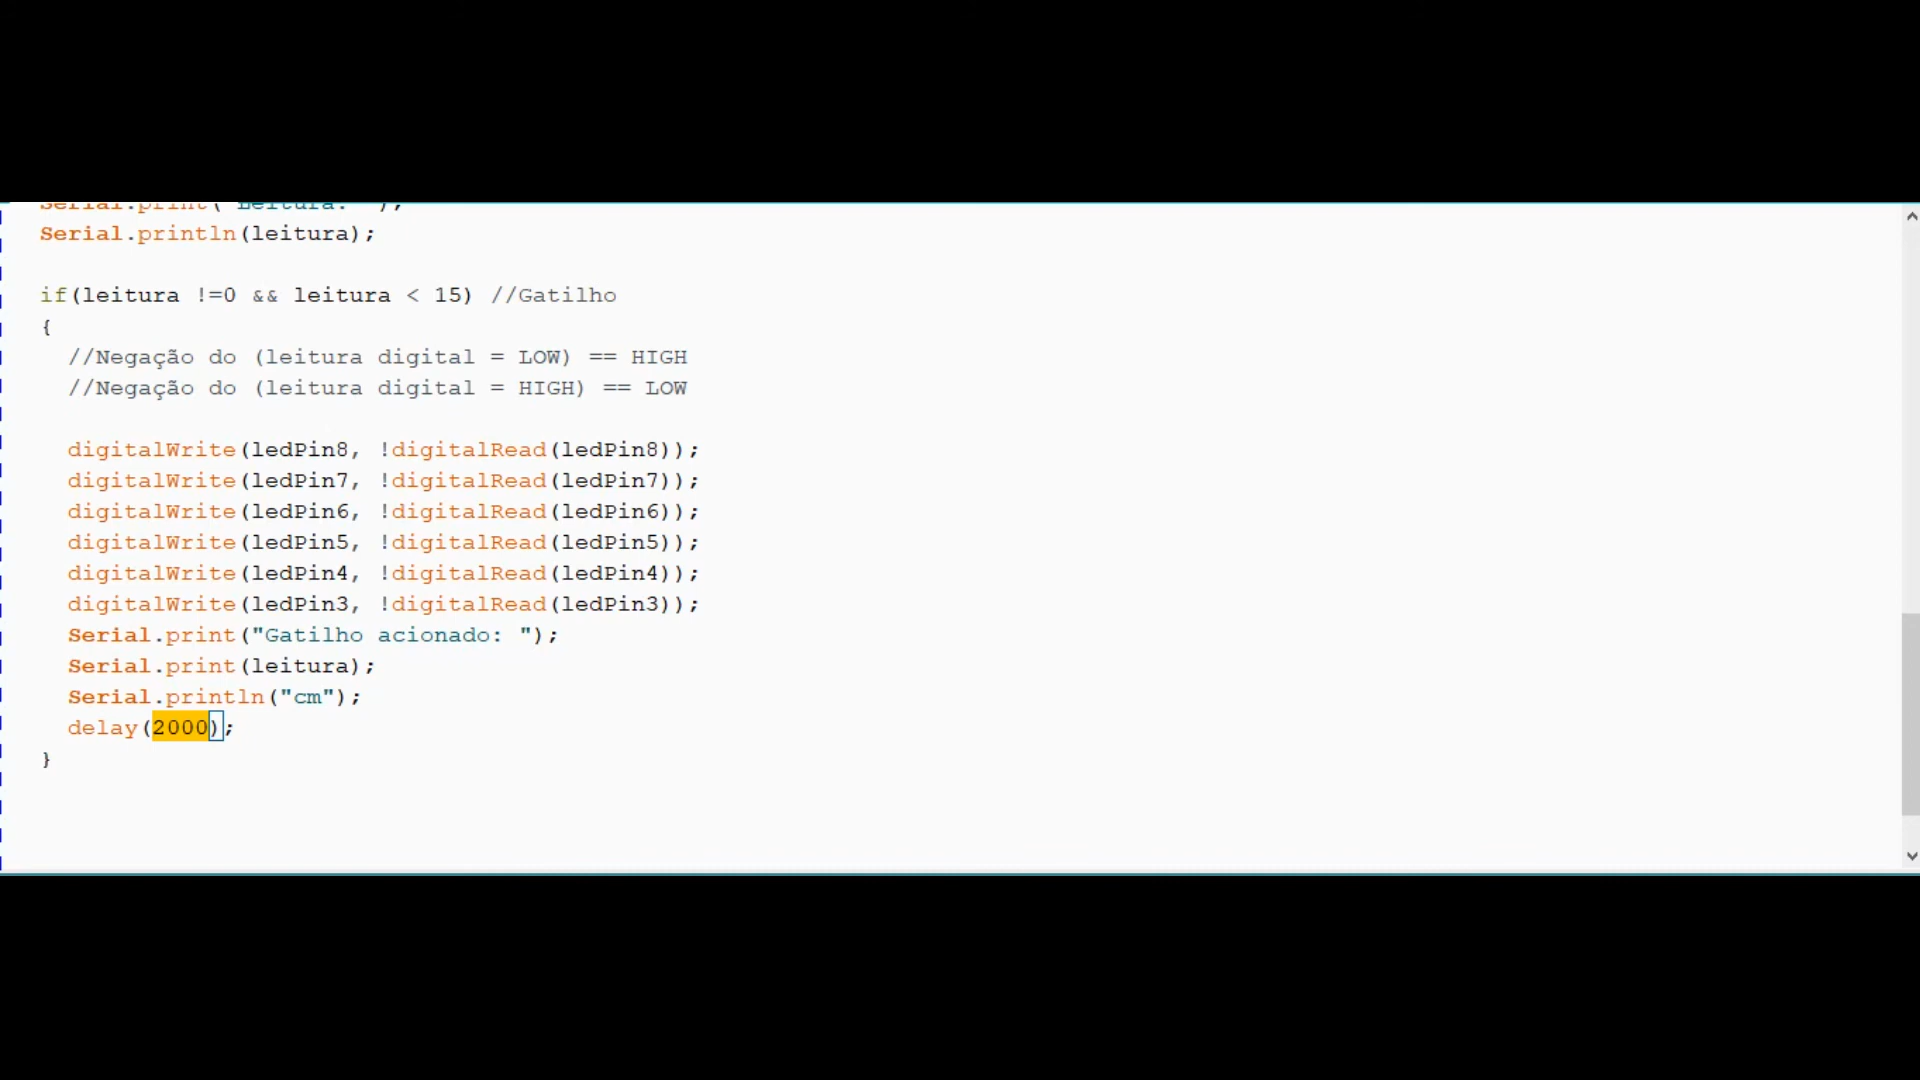 Serial.print("Leitura: ");
Serial.println(leitura);
if(leitura !=0 && leitura < 15) //Gatilho
{
//Negação do (leitura digital = LOW) == HIGH
//Negação do (leitura digital = HIGH) == LOW
digitalWrite(ledPin8, !digitalRead(ledPin8));
digitalWrite(ledPin7, !digitalRead(ledPin7));
digitalWrite(ledPin6, !digitalRead(ledPin6));
digitalWrite(ledPin5, !digitalRead(ledPin5));
digitalWrite(ledPin4, !digitalRead(ledPin4));
digitalWrite(ledPin3, !digitalRead(ledPin3));
Serial.print("Gatilho acionado: ");
Serial.print(leitura);
Serial.println("cm");
delay(2000);
}